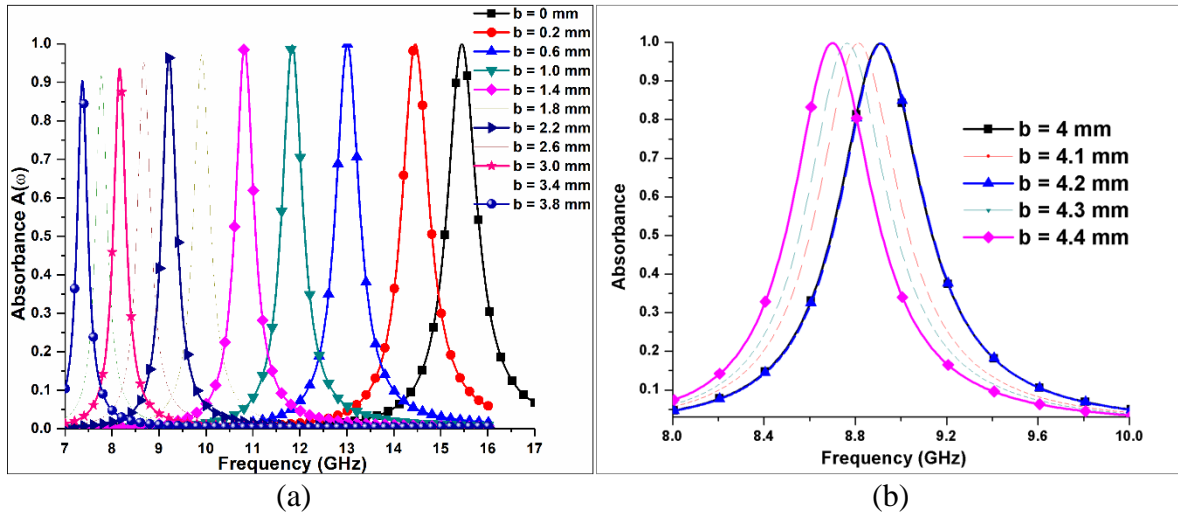 b = 0 mm
b = 0.2 mm
b = 0.6 mm
b = 1.0 mm
b = 1.4 mm
b = 1.8 mm
b = 2.2 mm
b = 2.6 mm
b = 3.0 mm
b = 3.4 mm
b = 3.8 mm
Absorbance A(ω)
1.0
0.9
0.8
0.7
0.6
0.5
0.4
0.3
0.2
0.1
0.0
7 8 9 10 11 12 13 14 15 16 17
Frequency (GHz)
(a)
Absorbance
1.0
0.9
0.8
0.7
0.6
0.5
0.4
0.3
0.2
0.1
b = 4 mm
b = 4.1 mm
b = 4.2 mm
b = 4.3 mm
b = 4.4 mm
8.0 8.4 8.8 9.2 9.6 10.0
Frequency (GHz)
(b)